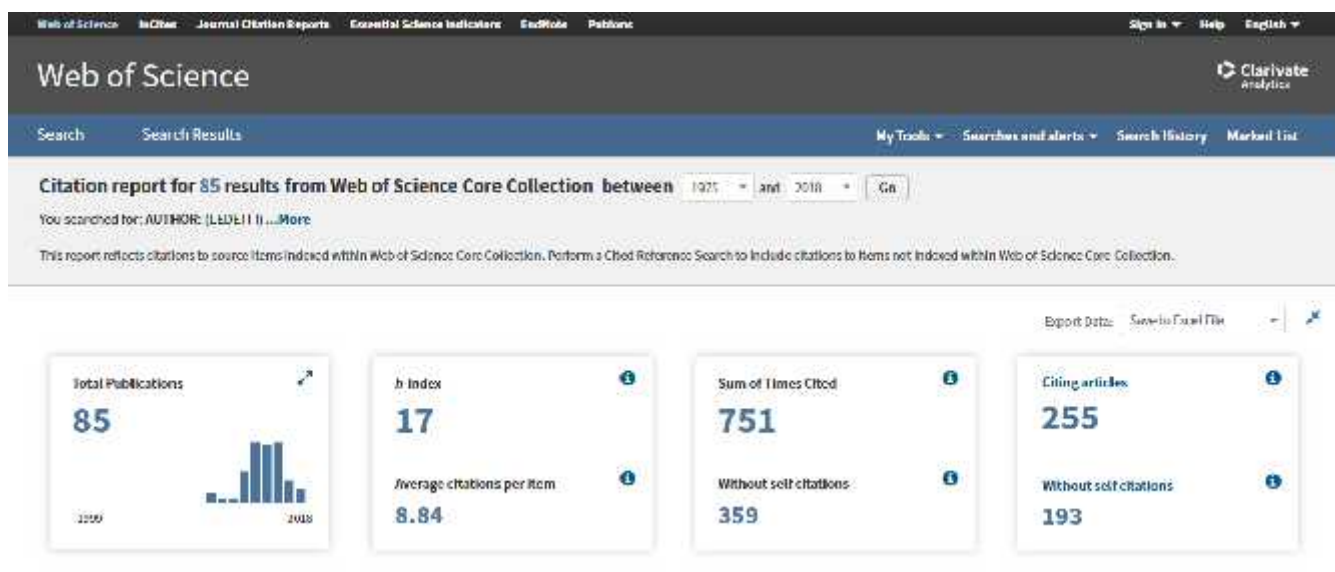 Web of Science InCites Journal Citation Reports Essential Science Indicators EndNote Publons Sign In Help English
Web of Science
Clarivate
Analytics
Search Search Results My Tools Searches and alerts Search History Marked List
Citation report for 85 results from Web of Science Core Collection between 1975 and 2018 Go
You searched for: AUTHOR: ...More
This report reflects citations to source items indexed within Web of Science Core Collection. Perform a Cited Reference Search to include citations to items not indexed within Web of Science Core Collection.
Export Data: Save to Excel File
Total Publications
85
1999 2018
h-index
17
Average citations per item
8.84
Sum of Times Cited
751
Without self citations
359
Citing articles
255
Without self citations
193